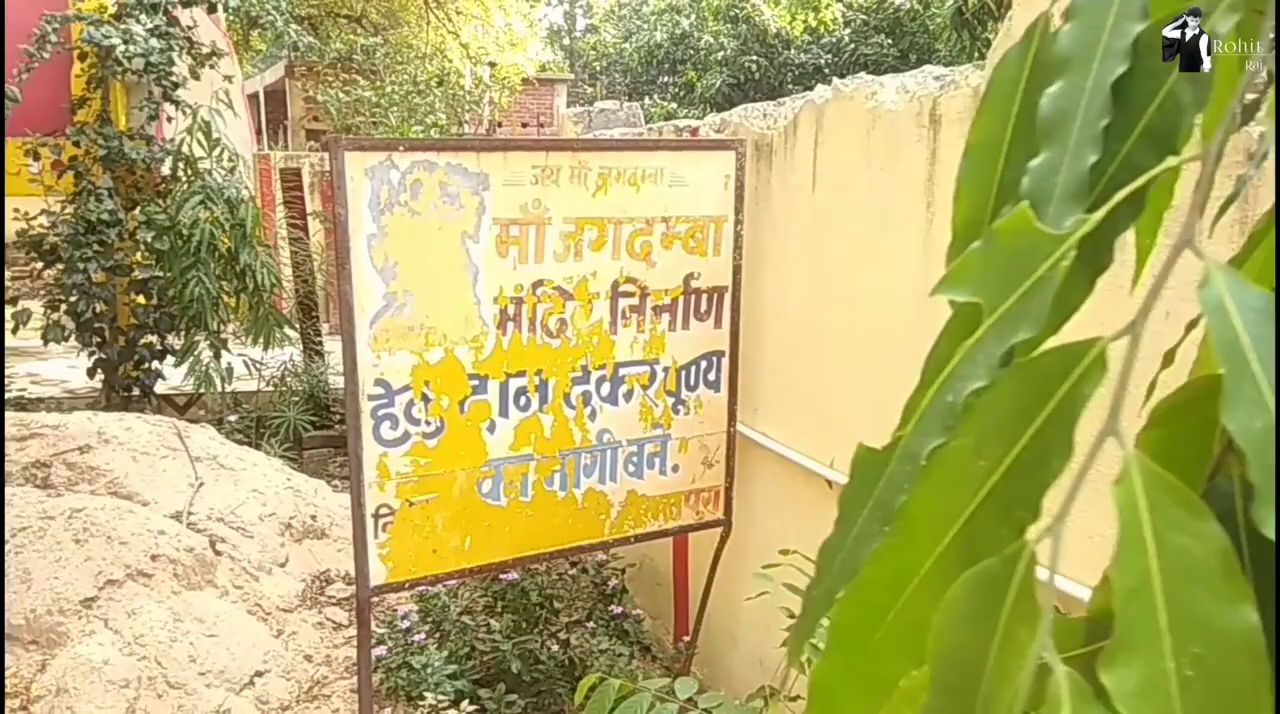 जय माँ जगदम्बा
माँ जगदम्बा
मंदिर निर्माण
हेतु दान देकर पूण्य
का भागी बनें.
Rohit
Raj